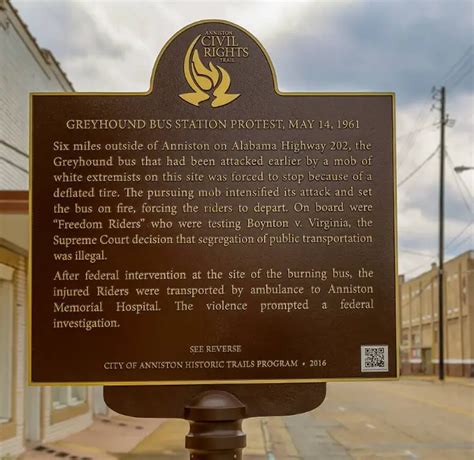 ANNISTON
CIVIL
RIGHTS
TRAIL
GREYHOUND BUS STATION PROTEST, MAY 14, 1961
Six miles outside of Anniston on Alabama Highway 202, the
Greyhound bus that had been attacked earlier by a mob of
white extremists on this site was forced to stop because of a
deflated tire. The pursuing mob intensified its attack and set
the bus on fire, forcing the riders to depart. On board were
“Freedom Riders” who were testing Boynton v. Virginia, the
Supreme Court decision that segregation of public transportation
was illegal.
After federal intervention at the site of the burning bus, the
injured Riders were transported by ambulance to Anniston
Memorial Hospital. The violence prompted a federal
investigation.
SEE REVERSE
CITY OF ANNISTON HISTORIC TRAILS PROGRAM • 2016